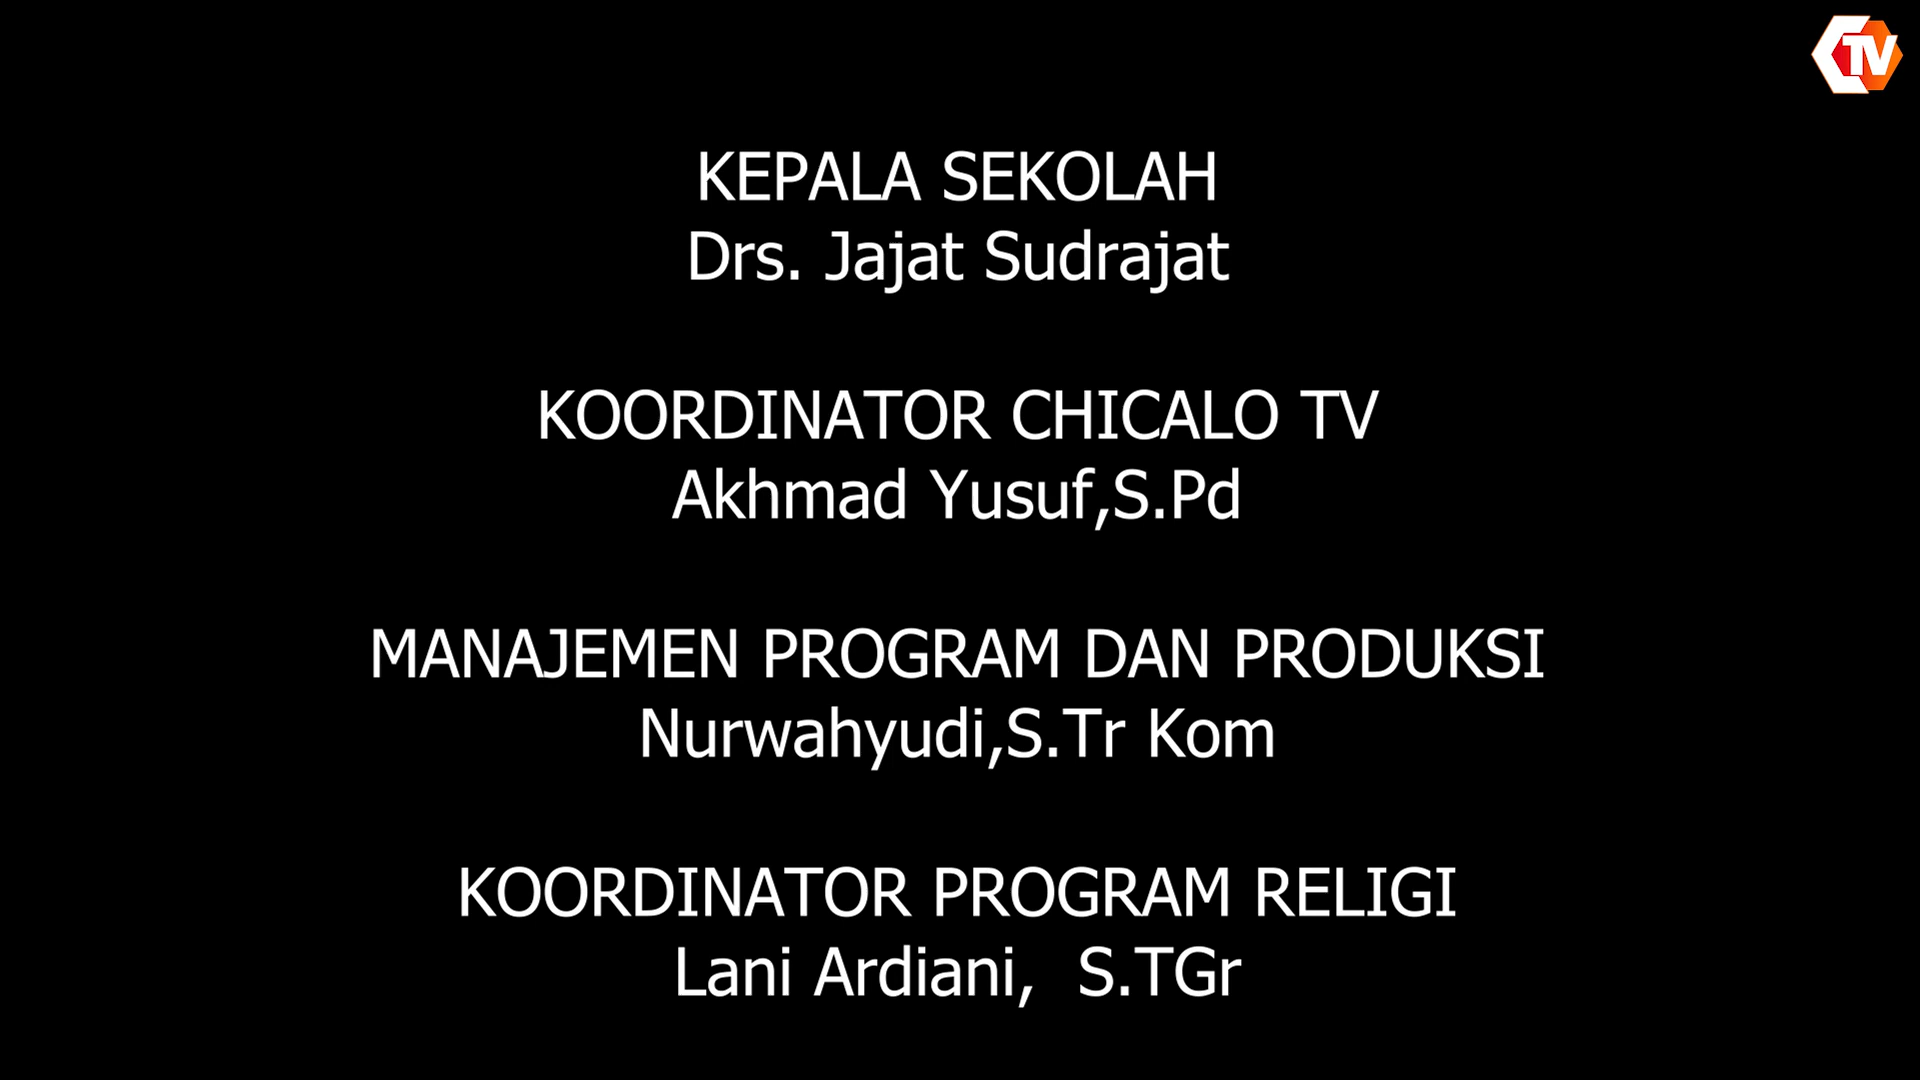 TV
KEPALA SEKOLAH
Drs. Jajat Sudrajat
KOORDINATOR CHICALO TV
Akhmad Yusuf,S.Pd
MANAJEMEN PROGRAM DAN PRODUKSI
Nurwahyudi,S.Tr Kom
KOORDINATOR PROGRAM RELIGI
Lani Ardiani,  S.TGr